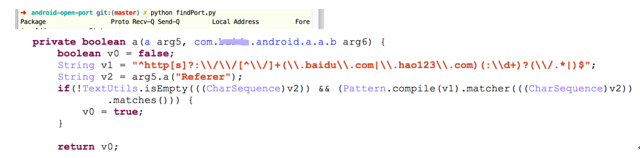 → android-open-port git:(master) ✗ python findPort.py
Package Proto Recv-Q Send-Q Local Address Fore
private boolean a(a arg5, com. .android.a.a.b arg6) {
boolean v0 = false;
String v1 = "^http[s]?:\\/\\/[^\\/]+(\\.baidu\\.com|\\.hao123\\.com)(:\\d+)?(\\/.*|)$";
String v2 = arg5.a("Referer");
if(!TextUtils.isEmpty(((CharSequence)v2)) && (Pattern.compile(v1).matcher(((CharSequence)v2))
.matches())) {
v0 = true;
}
return v0;